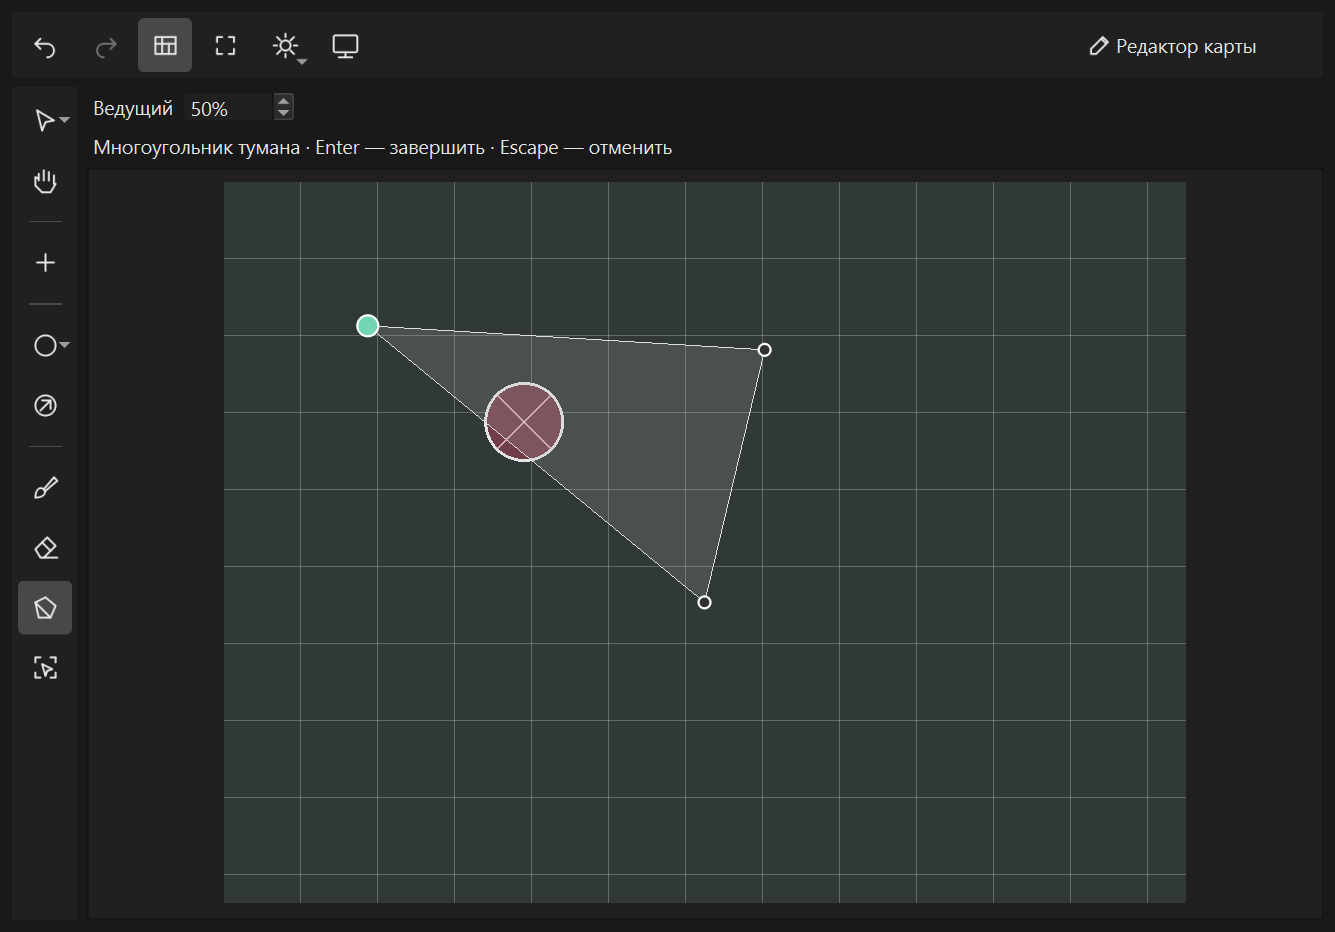 Редактор карты
Ведущий 50%
Многоугольник тумана · Enter — завершить · Escape — отменить